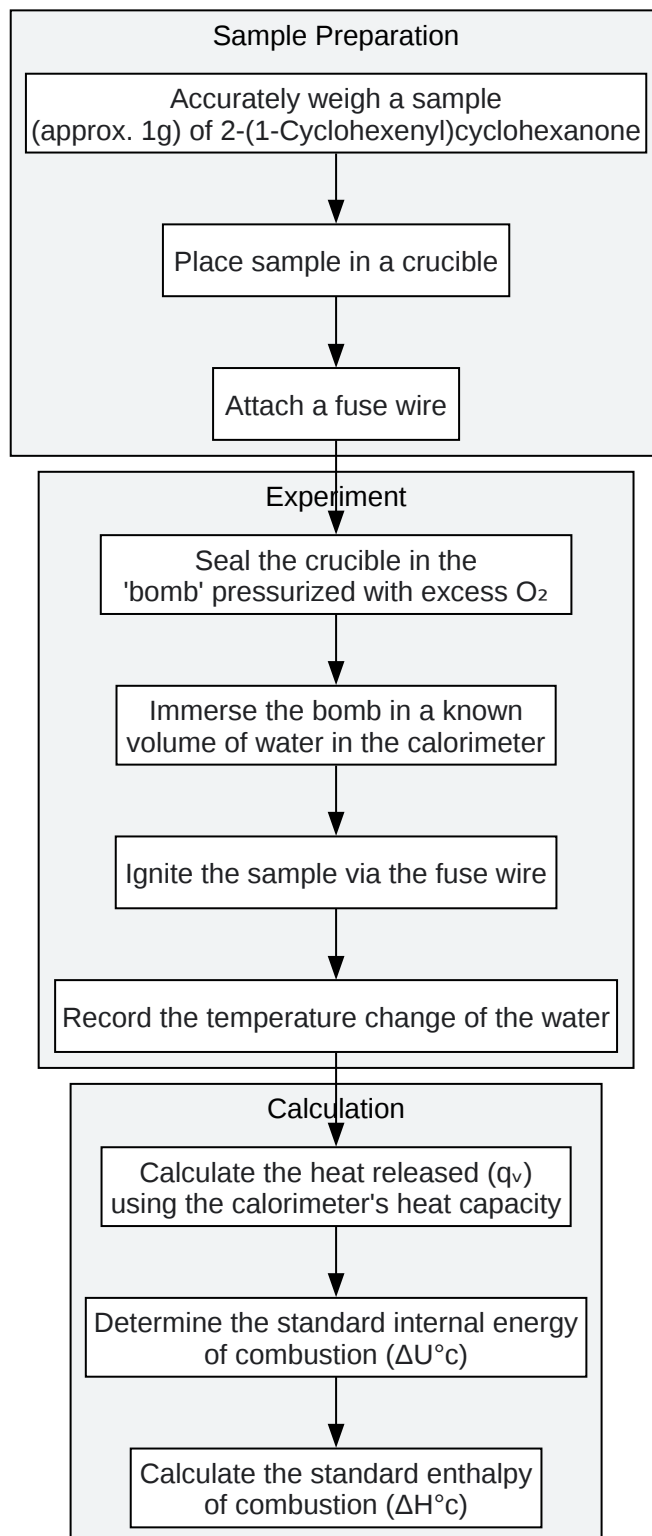 Sample Preparation
Accurately weigh a sample
(approx. 1g) of 2-(1-Cyclohexenyl)cyclohexanone
Place sample in a crucible
Attach a fuse wire
Experiment
Seal the crucible in the
'bomb' pressurized with excess O₂
Immerse the bomb in a known
volume of water in the calorimeter
Ignite the sample via the fuse wire
Record the temperature change of the water
Calculation
Calculate the heat released (qᵥ)
using the calorimeter's heat capacity
Determine the standard internal energy
of combustion (ΔU°c)
Calculate the standard enthalpy
of combustion (ΔH°c)